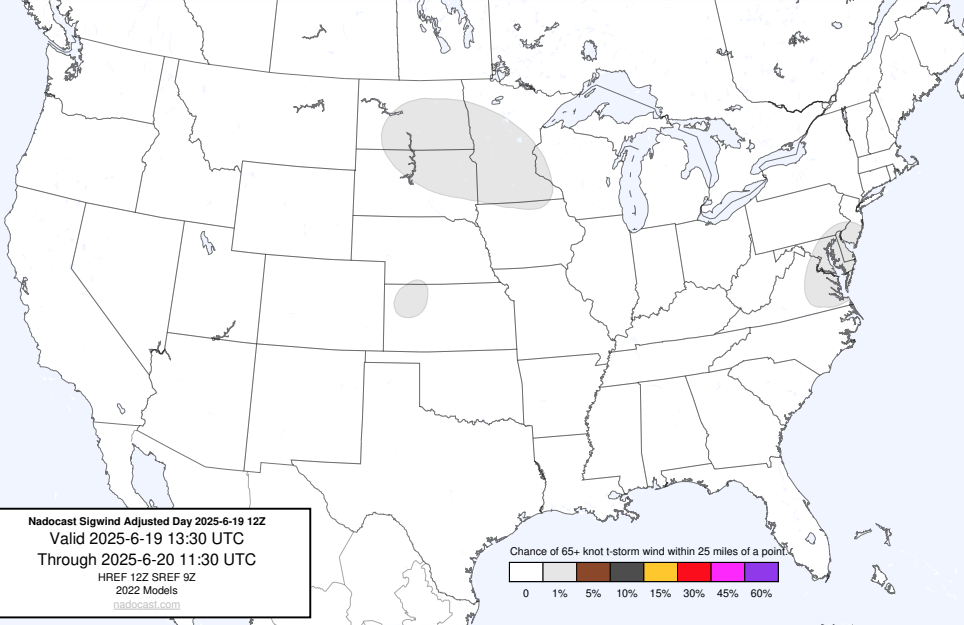 Nadocast Sigwind Adjusted Day 2025-6-19 12Z
Valid 2025-6-19 13:30 UTC
Through 2025-6-20 11:30 UTC
HREF 12Z SREF 9Z
2022 Models
nadocast.com
Chance of 65+ knot t-storm wind within 25 miles of a point.
0 1% 5% 10% 15% 30% 45% 60%